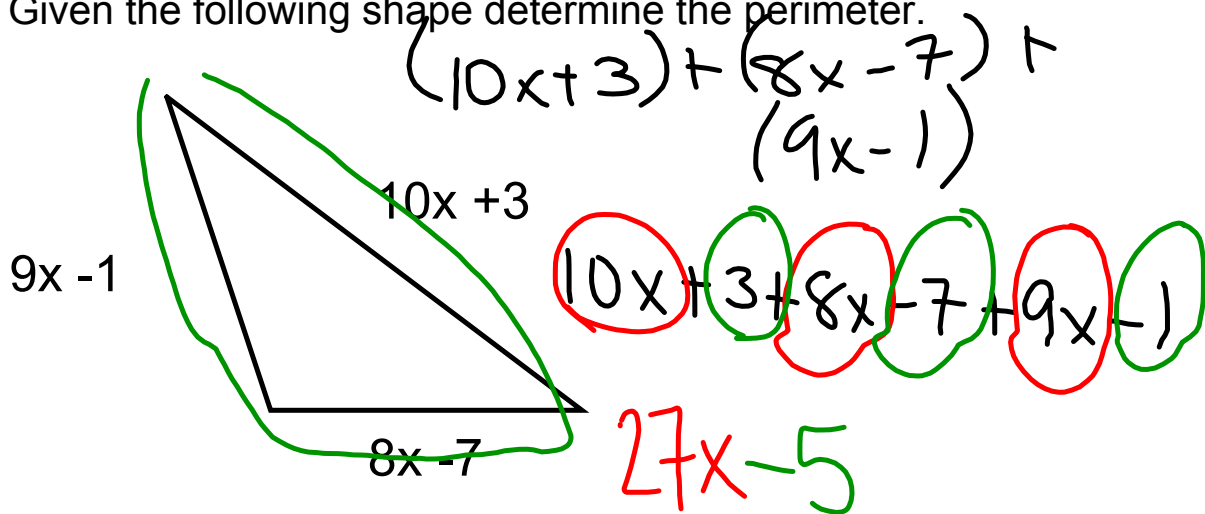 Given the following shape determine the perimeter.
(10x+3)+(8x-7)+
(9x-1)
10x +3
9x -1
10x+3+8x-7+9x-1
8x -7
27x-5